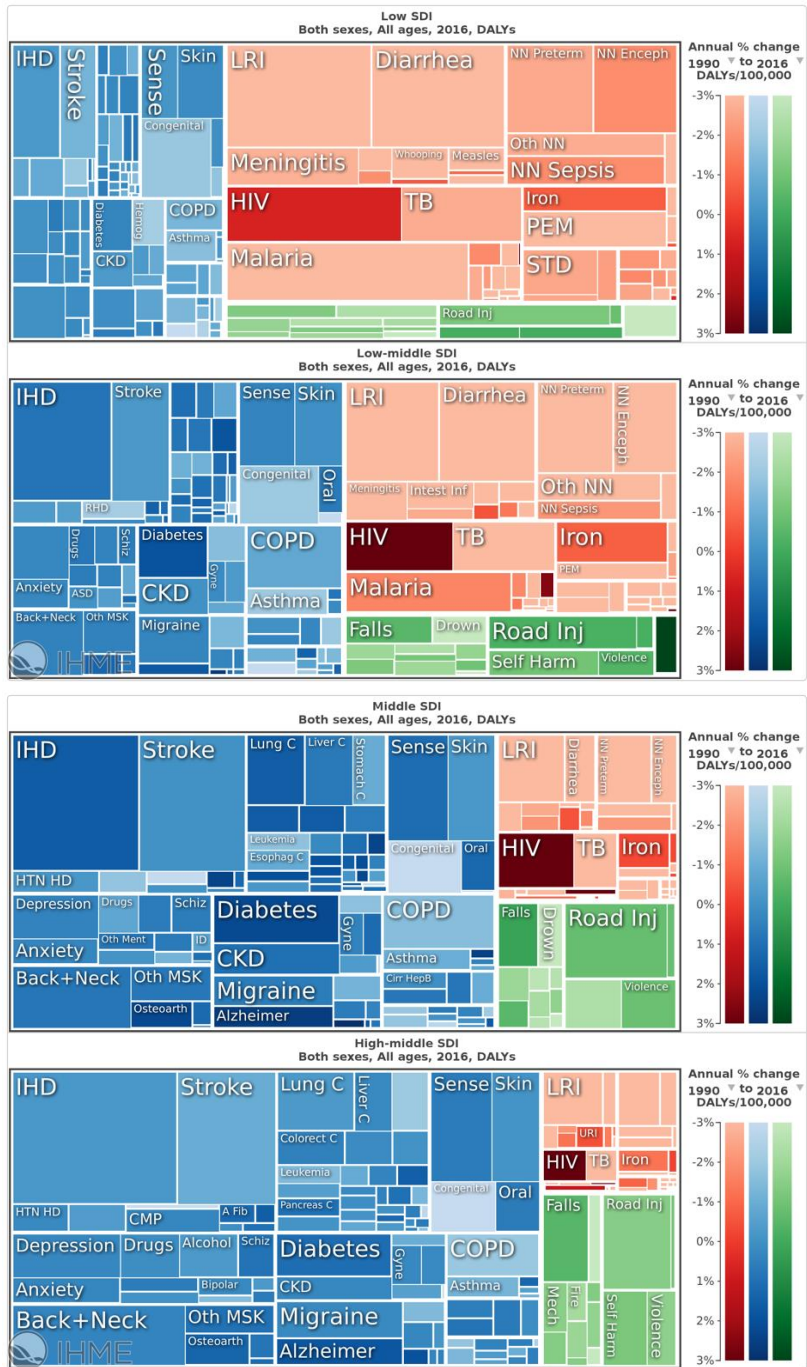 Low SDI
Both sexes, All ages, 2016, DALYs
IHD
Stroke
Sense
Skin
Congenital
LRI
Diarrhea
NN Preterm
NN Enceph
Meningitis
Whooping
Measles
Oth NN
NN Sepsis
Diabetes
Hemog
COPD
Asthma
CKD
HIV
TB
Iron
PEM
Malaria
STD
Road Inj
Annual % change
1990 to 2016
DALYs/100,000
-3%
-2%
-1%
0%
1%
2%
3%
Low-middle SDI
Both sexes, All ages, 2016, DALYs
IHD
Stroke
Sense
Skin
Congenital
Oral
RHD
LRI
Diarrhea
NN Preterm
NN Enceph
Meningitis
Intest Inf
Oth NN
NN Sepsis
Drugs
Schiz
Anxiety
ASD
Diabetes
CKD
Gyne
COPD
Asthma
HIV
TB
Iron
PEM
Malaria
Back+Neck
Oth MSK
Migraine
Falls
Drown
Road Inj
Self Harm
Violence
IHME
Annual % change
1990 to 2016
DALYs/100,000
-3%
-2%
-1%
0%
1%
2%
3%
Middle SDI
Both sexes, All ages, 2016, DALYs
IHD
Stroke
HTN HD
Lung C
Liver C
Stomach C
Leukemia
Esophag C
Sense
Skin
Congenital
Oral
LRI
Diarrhea
NN Preterm
NN Enceph
HIV
TB
Iron
Depression
Drugs
Schiz
Anxiety
Oth Ment
ID
Diabetes
CKD
Gyne
COPD
Asthma
Cirr HepB
Back+Neck
Oth MSK
Osteoarth
Migraine
Alzheimer
Falls
Drown
Road Inj
Violence
Annual % change
1990 to 2016
DALYs/100,000
-3%
-2%
-1%
0%
1%
2%
3%
High-middle SDI
Both sexes, All ages, 2016, DALYs
IHD
Stroke
HTN HD
CMP
A Fib
Lung C
Liver C
Colorect C
Leukemia
Pancreas C
Sense
Skin
Congenital
Oral
LRI
URI
HIV
TB
Iron
Depression
Drugs
Alcohol
Schiz
Anxiety
Bipolar
Diabetes
CKD
Gyne
COPD
Asthma
Back+Neck
Oth MSK
Osteoarth
Migraine
Alzheimer
Falls
Road Inj
Mech
Fire
Self Harm
Violence
IHME
Annual % change
1990 to 2016
DALYs/100,000
-3%
-2%
-1%
0%
1%
2%
3%